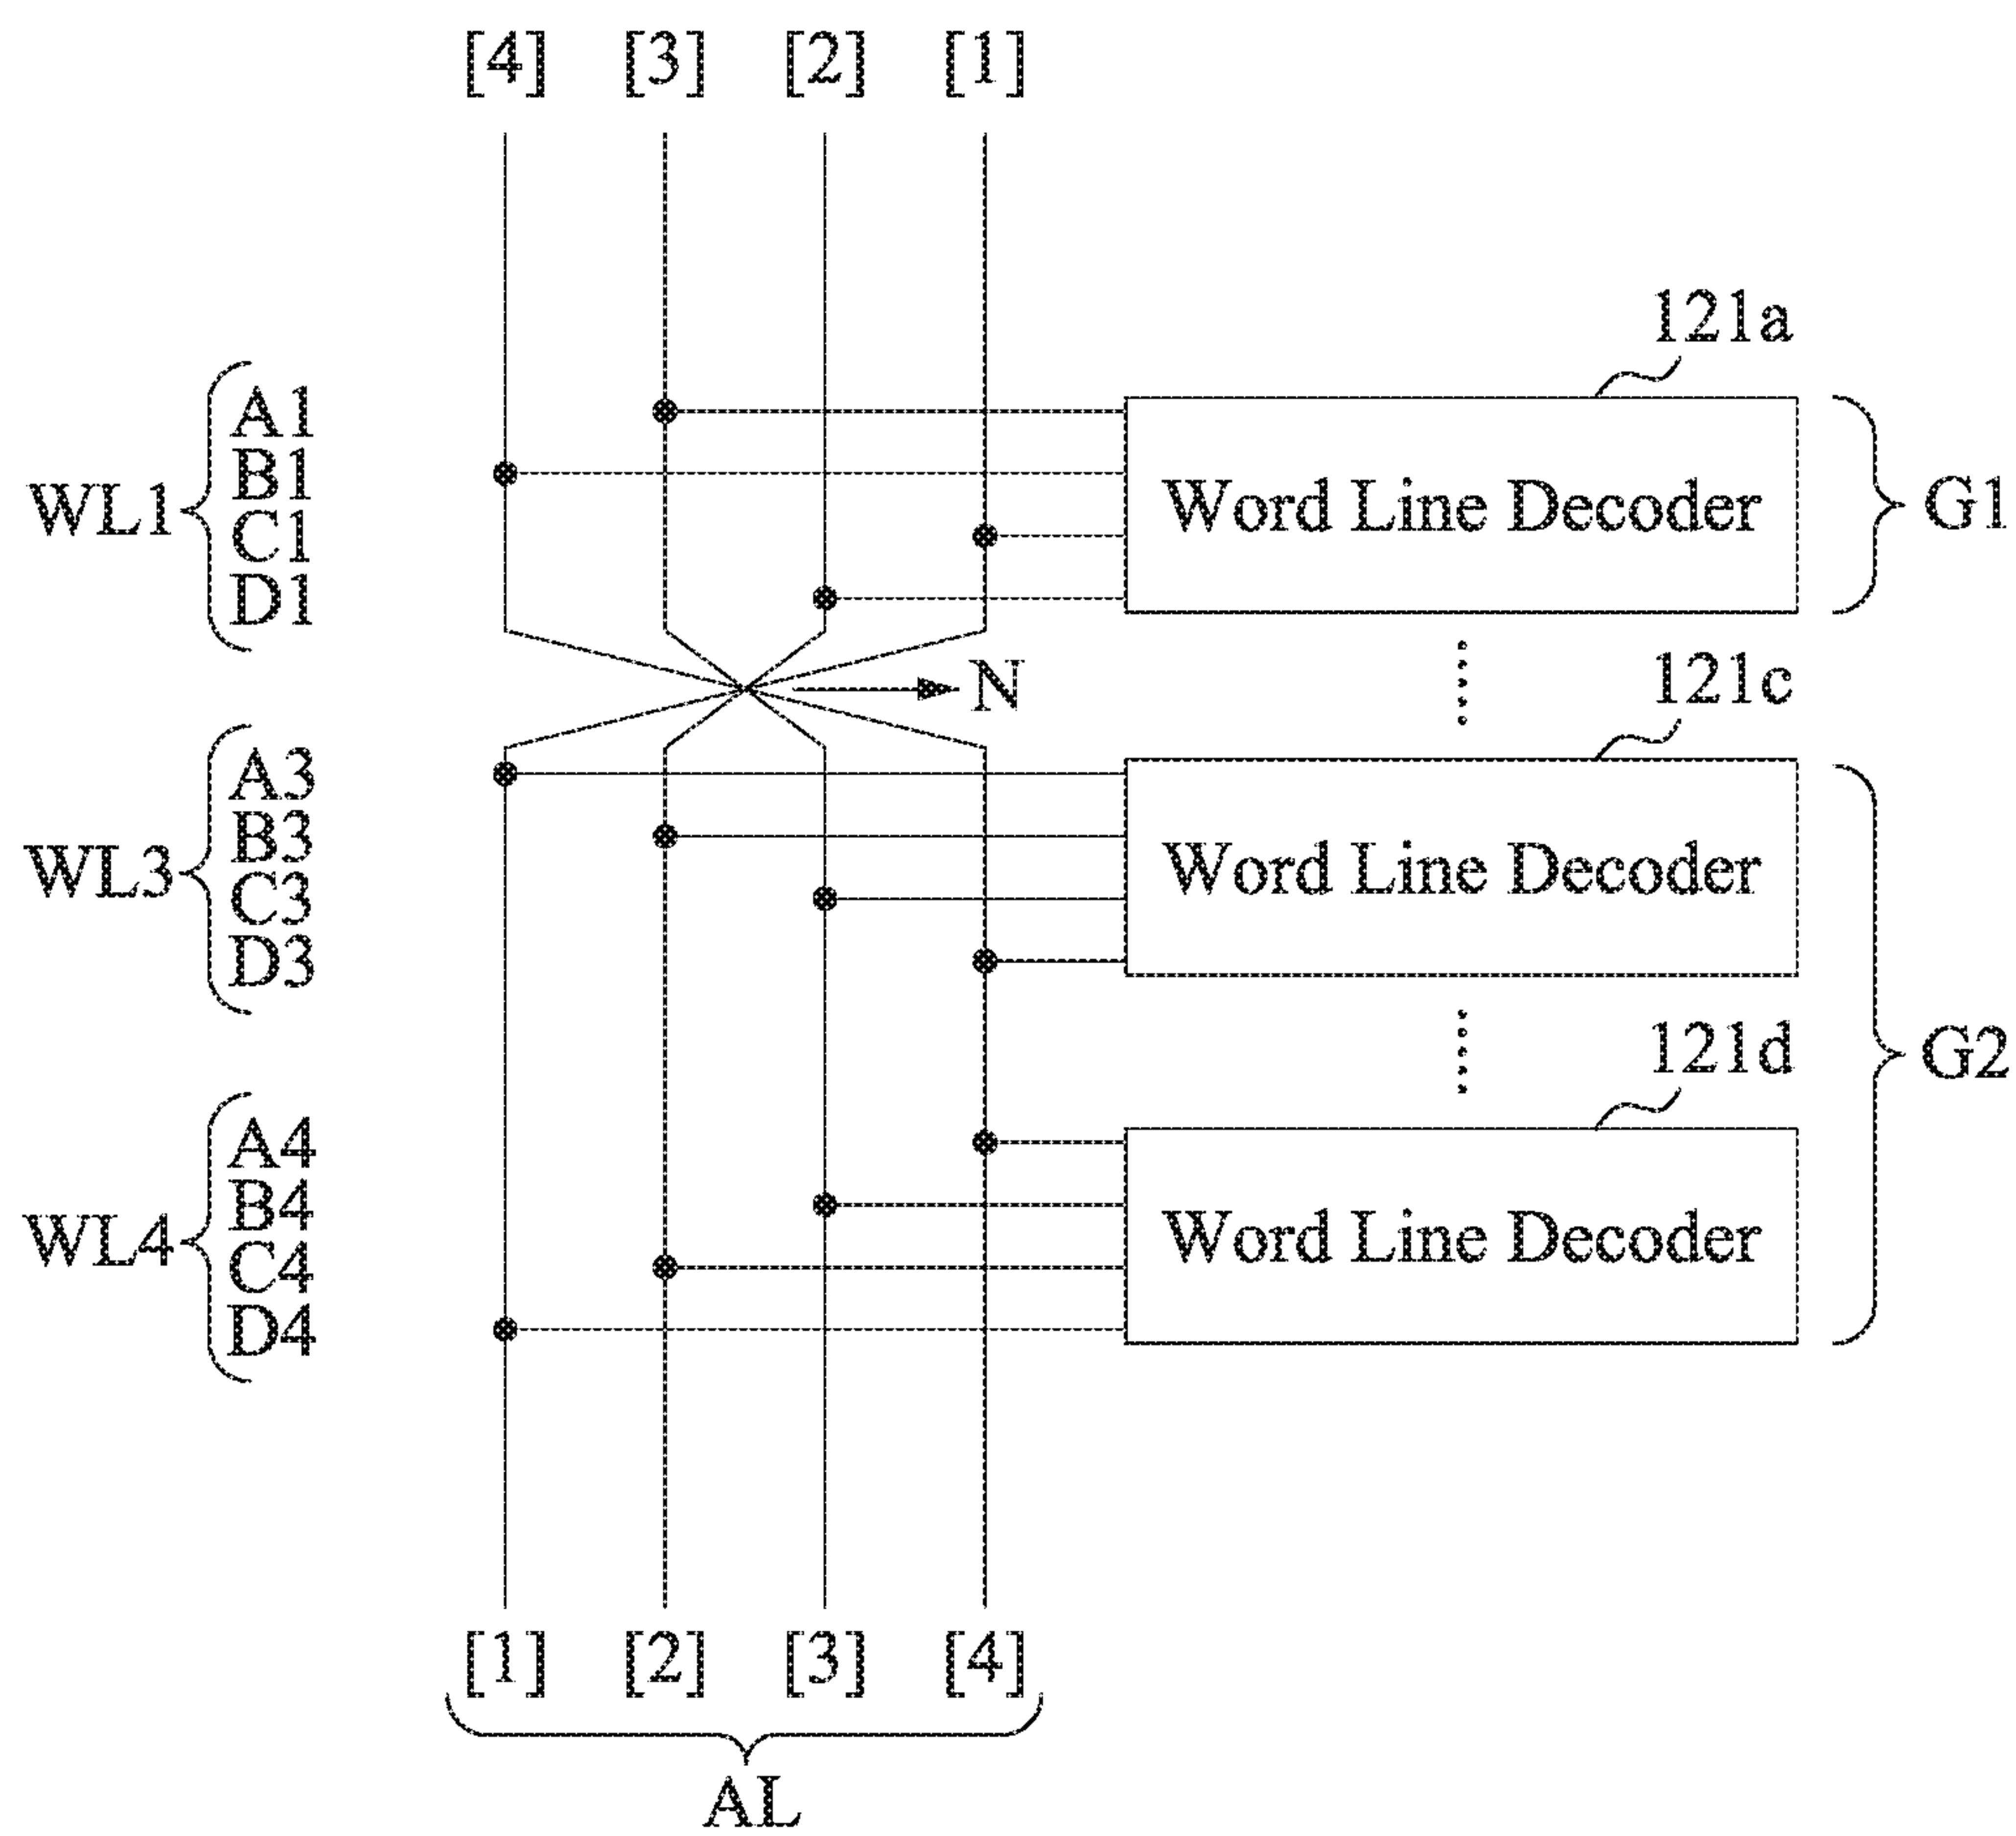 [4] [3] [2] [1]
121a
WL1
A1
B1
C1
D1
Word Line Decoder
G1
N
121c
WL3
A3
B3
C3
D3
Word Line Decoder
G2
121d
WL4
A4
B4
C4
D4
Word Line Decoder
[1] [2] [3] [4]
AL